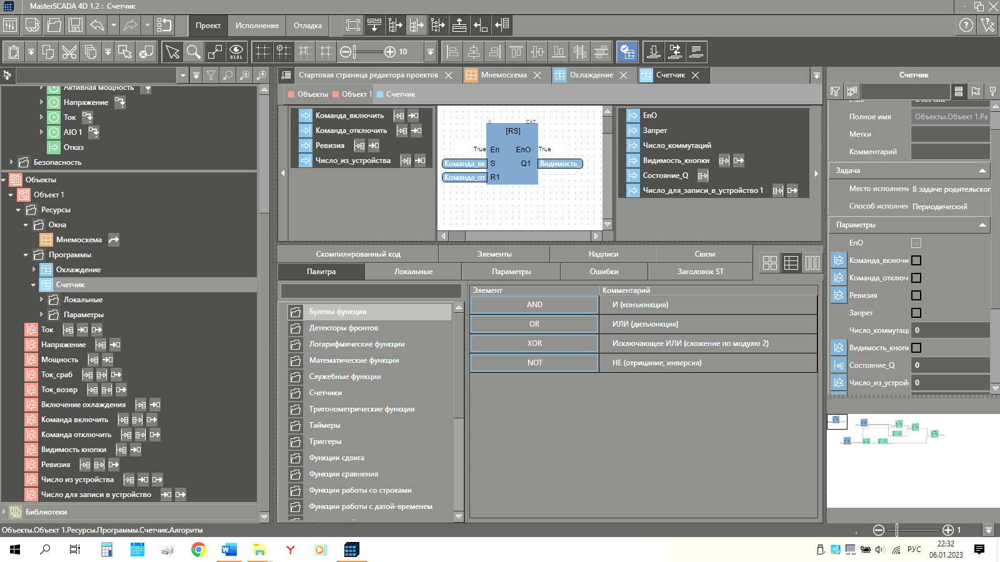 MasterSCADA 4D 1.2 : Счетчик
Проект
Исполнение
Отладка
10
Стартовая страница редактора проектов
Мнемосхема
Охлаждение
Счетчик
Счетчик
Объекты
Объект 1
Счетчик
Активная мощность
Напряжение
Ток
AIO 1
Отказ
Безопасность
Объекты
Объект 1
Ресурсы
Окна
Мнемосхема
Программы
Охлаждение
Счетчик
Локальные
Параметры
Ток
Напряжение
Мощность
Ток_сраб
Ток_возвр
Включение охлаждения
Команда включить
Команда отключить
Видимость кнопки
Ревизия
Число из устройства
Число для записи в устройство
Библиотеки
Команда_включить
Команда_отключить
Ревизия
Число_из_устройства
0 EXT
[RS]
True En EnO True
Команда_вк S Q1 Видимость
Команда_от R1
EnO
Запрет
Число_коммутаций
Видимость_кнопки
Состояние_Q
Число_для_записи_в_устройство 1
Скомпилированный код
Элементы
Надписи
Связи
Палитра
Локальные
Параметры
Ошибки
Заголовок ST
Булевы функции
Детекторы фронтов
Логарифмические функции
Математические функции
Служебные функции
Счетчики
Тригонометрические функции
Таймеры
Триггеры
Функции сдвига
Функции сравнения
Функции работы со строками
Функции работы с датой-временем
Элемент Комментарий
AND И (конъюнкция)
OR ИЛИ (дизъюнкция)
XOR Исключающее ИЛИ (сложение по модулю 2)
NOT НЕ (отрицание, инверсия)
Полное имя Объекты.Объект 1.Ре
Метки
Комментарий
Задача
Место исполнени В задаче родительског
Способ исполнен Периодический
Параметры
EnO
Команда_включи
Команда_отключ
Ревизия
Запрет
Число_коммутац 0
Видимость_кнопк
Состояние_Q 0
Число_из_устрой 0
Объекты.Объект 1.Ресурсы.Программы.Счетчик.Алгоритм
1
РУС
22:32
06.01.2023